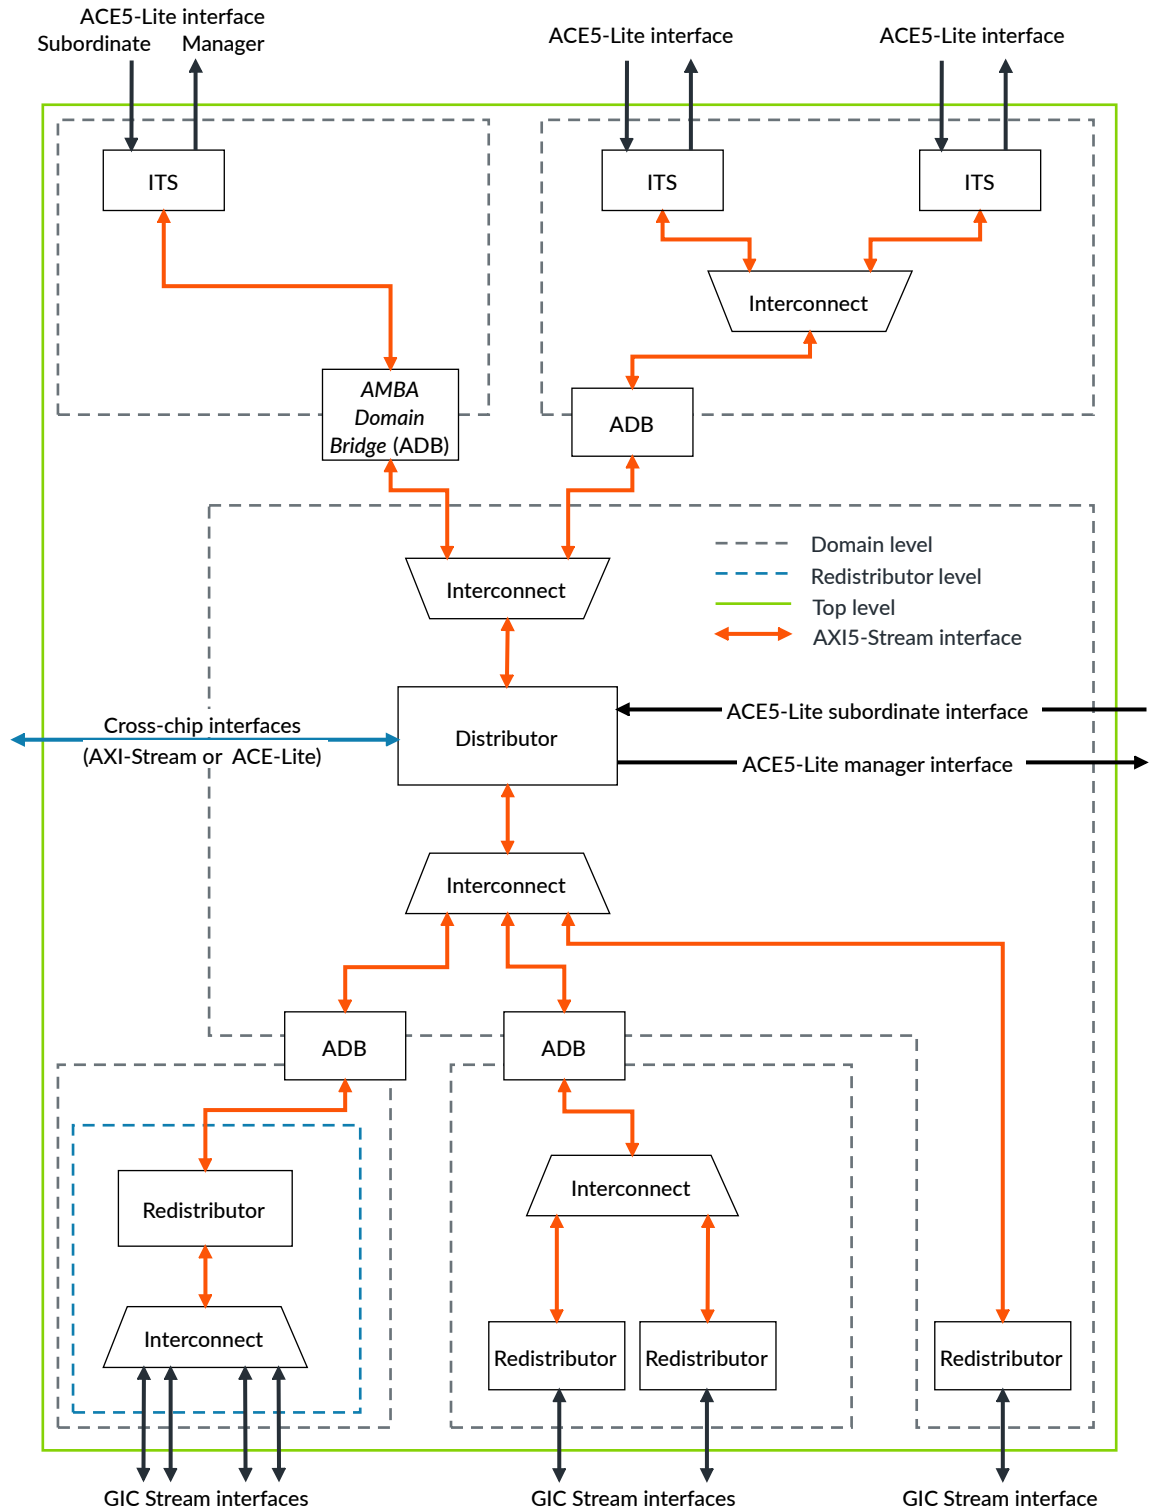 ACE5-Lite interface
Subordinate Manager
ACE5-Lite interface
ACE5-Lite interface
ITS
ITS
ITS
Interconnect
AMBA
Domain
Bridge (ADB)
ADB
Domain level
Redistributor level
Top level
AXI5-Stream interface
Interconnect
Cross-chip interfaces
(AXI-Stream or ACE-Lite)
Distributor
ACE5-Lite subordinate interface
ACE5-Lite manager interface
Interconnect
ADB
ADB
Redistributor
Interconnect
Interconnect
Redistributor
Redistributor
Redistributor
GIC Stream interfaces
GIC Stream interfaces
GIC Stream interface